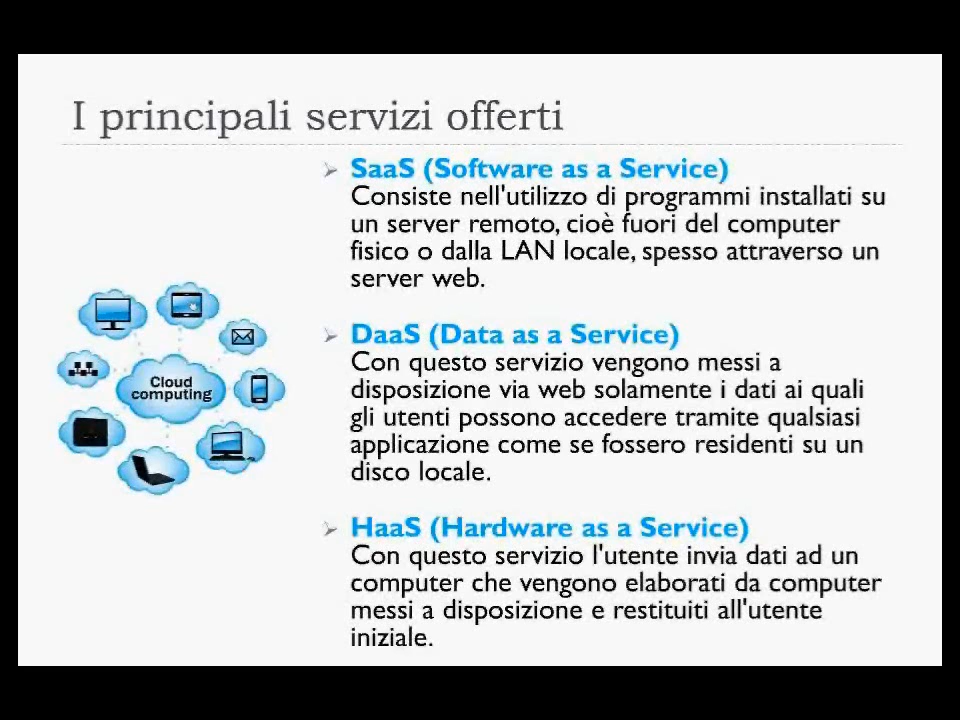 I principali servizi offerti
SaaS (Software as a Service)
Consiste nell'utilizzo di programmi installati su
un server remoto, cioè fuori del computer
fisico o dalla LAN locale, spesso attraverso un
server web.
DaaS (Data as a Service)
Con questo servizio vengono messi a
disposizione via web solamente i dati ai quali
gli utenti possono accedere tramite qualsiasi
applicazione come se fossero residenti su un
disco locale.
HaaS (Hardware as a Service)
Con questo servizio l'utente invia dati ad un
computer che vengono elaborati da computer
messi a disposizione e restituiti all'utente
iniziale.
Cloud
computing